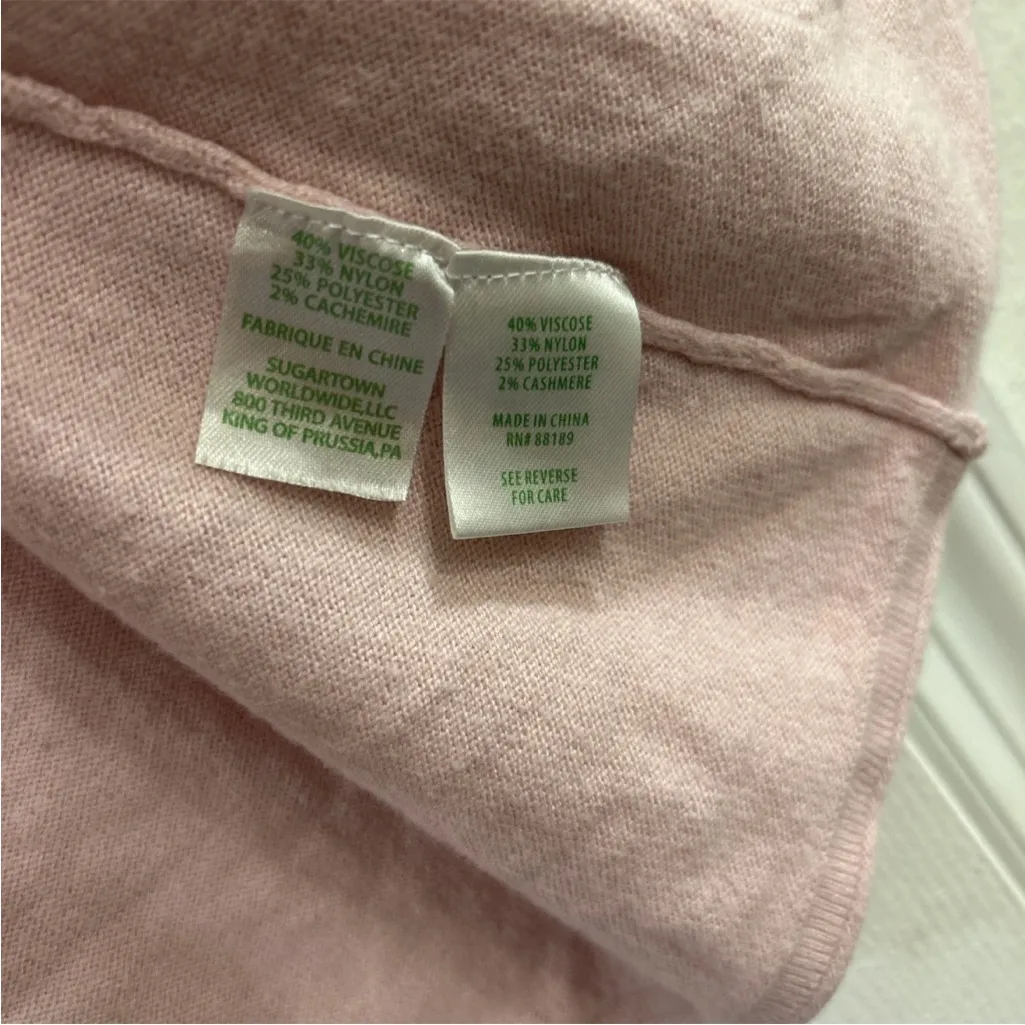 40% VISCOSE
33% NYLON
25% POLYESTER
2% CACHEMIRE
FABRIQUE EN CHINE
SUGARTOWN
WORLDWIDE,LLC
800 THIRD AVENUE
KING OF PRUSSIA,PA
40% VISCOSE
33% NYLON
25% POLYESTER
2% CASHMERE
MADE IN CHINA
RN# 88189
SEE REVERSE
FOR CARE